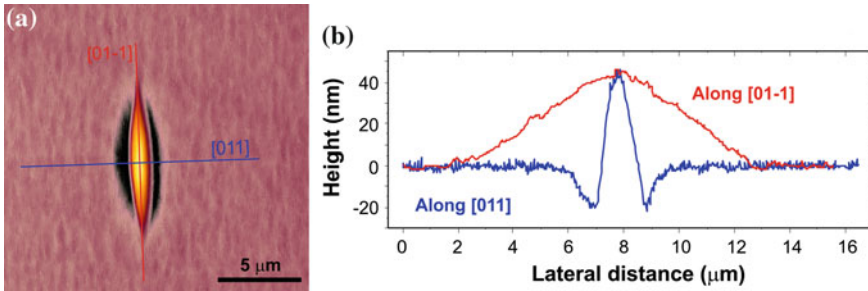 (a)
[01-1]
[011]
5 μm
(b)
Height (nm)
40
20
0
-20
Along [01-1]
Along [011]
0 2 4 6 8 10 12 14 16
Lateral distance (μm)